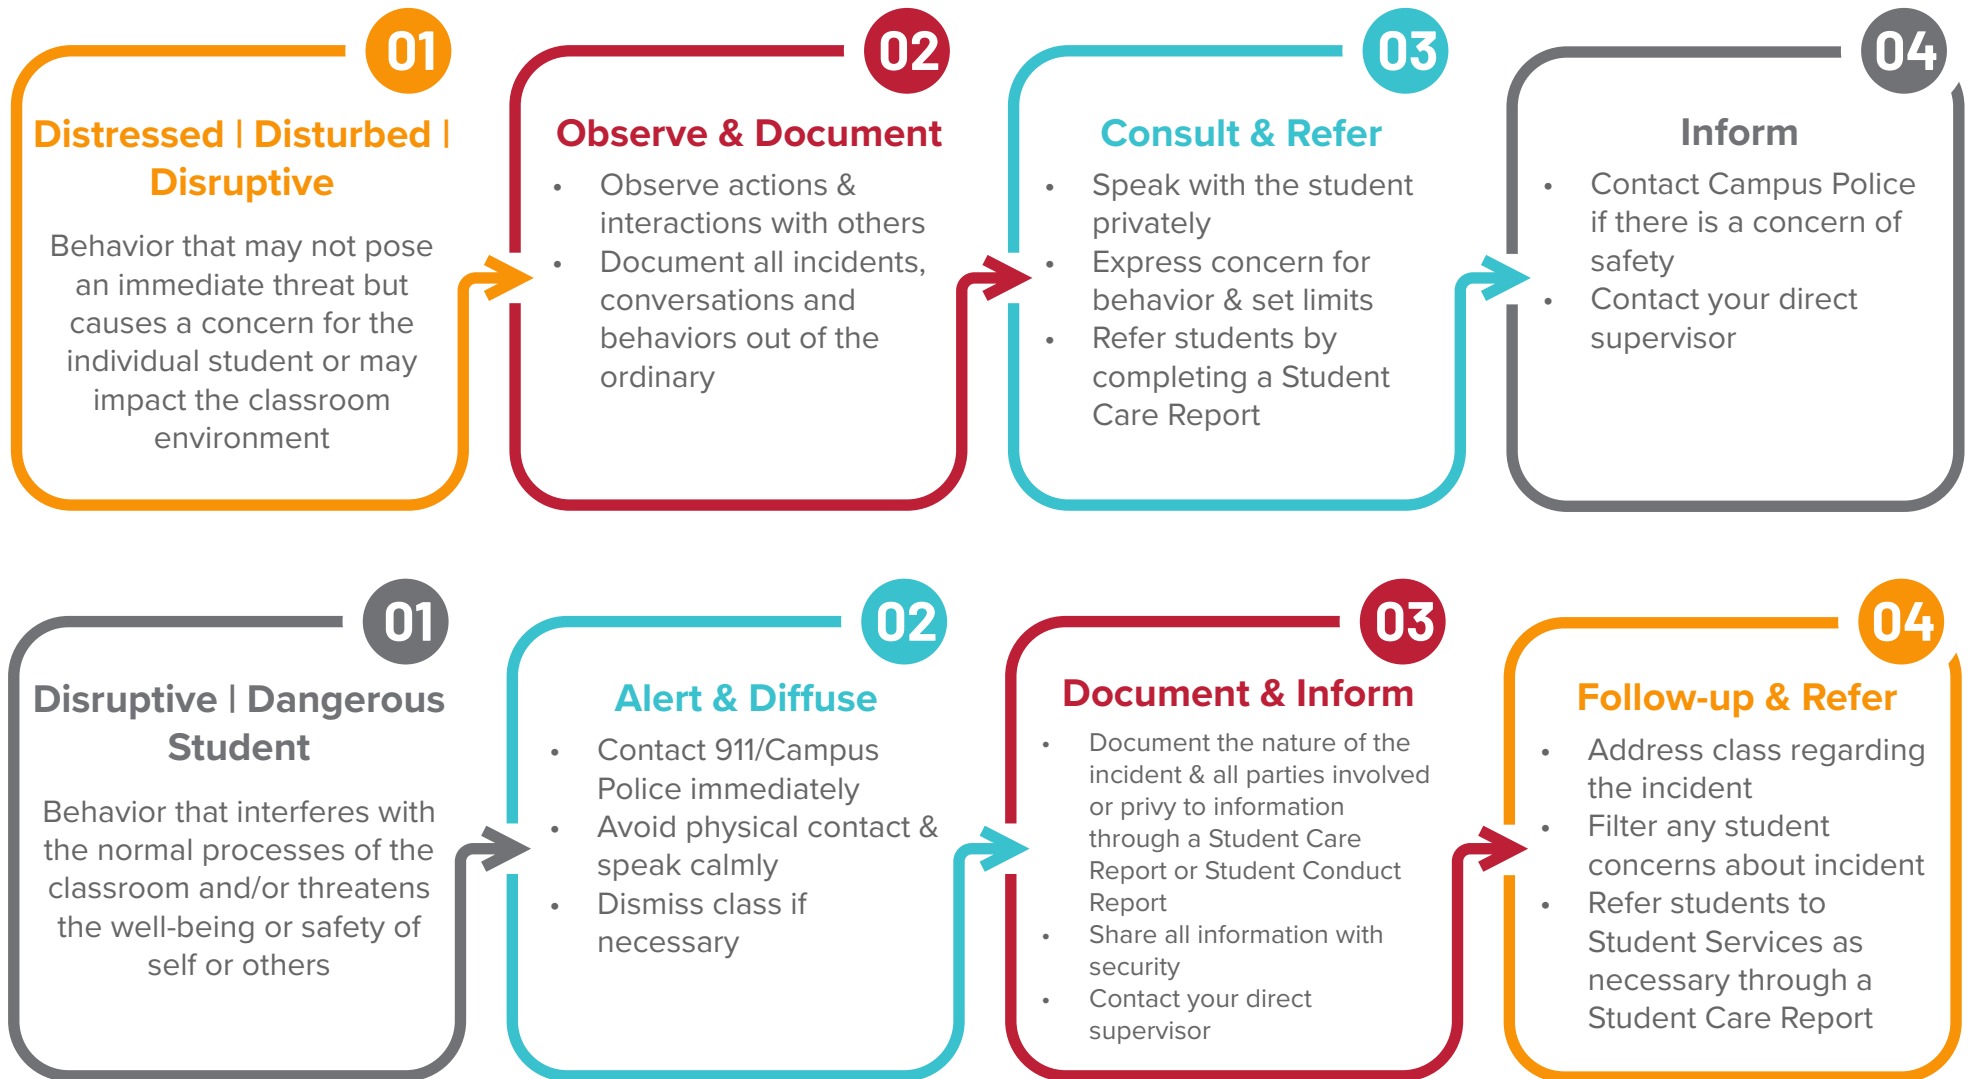 01
Distressed | Disturbed |
Disruptive
Behavior that may not pose
an immediate threat but
causes a concern for the
individual student or may
impact the classroom
environment
02
Observe & Document
• Observe actions &
interactions with others
• Document all incidents,
conversations and
behaviors out of the
ordinary
03
Consult & Refer
• Speak with the student
privately
• Express concern for
behavior & set limits
• Refer students by
completing a Student
Care Report
04
Inform
• Contact Campus Police
if there is a concern of
safety
• Contact your direct
supervisor
01
Disruptive | Dangerous
Student
Behavior that interferes with
the normal processes of the
classroom and/or threatens
the well-being or safety of
self or others
02
Alert & Diffuse
• Contact 911/Campus
Police immediately
• Avoid physical contact &
speak calmly
• Dismiss class if
necessary
03
Document & Inform
• Document the nature of the
incident & all parties involved
or privy to information
through a Student Care
Report or Student Conduct
Report
• Share all information with
security
• Contact your direct
supervisor
04
Follow-up & Refer
• Address class regarding
the incident
• Filter any student
concerns about incident
• Refer students to
Student Services as
necessary through a
Student Care Report